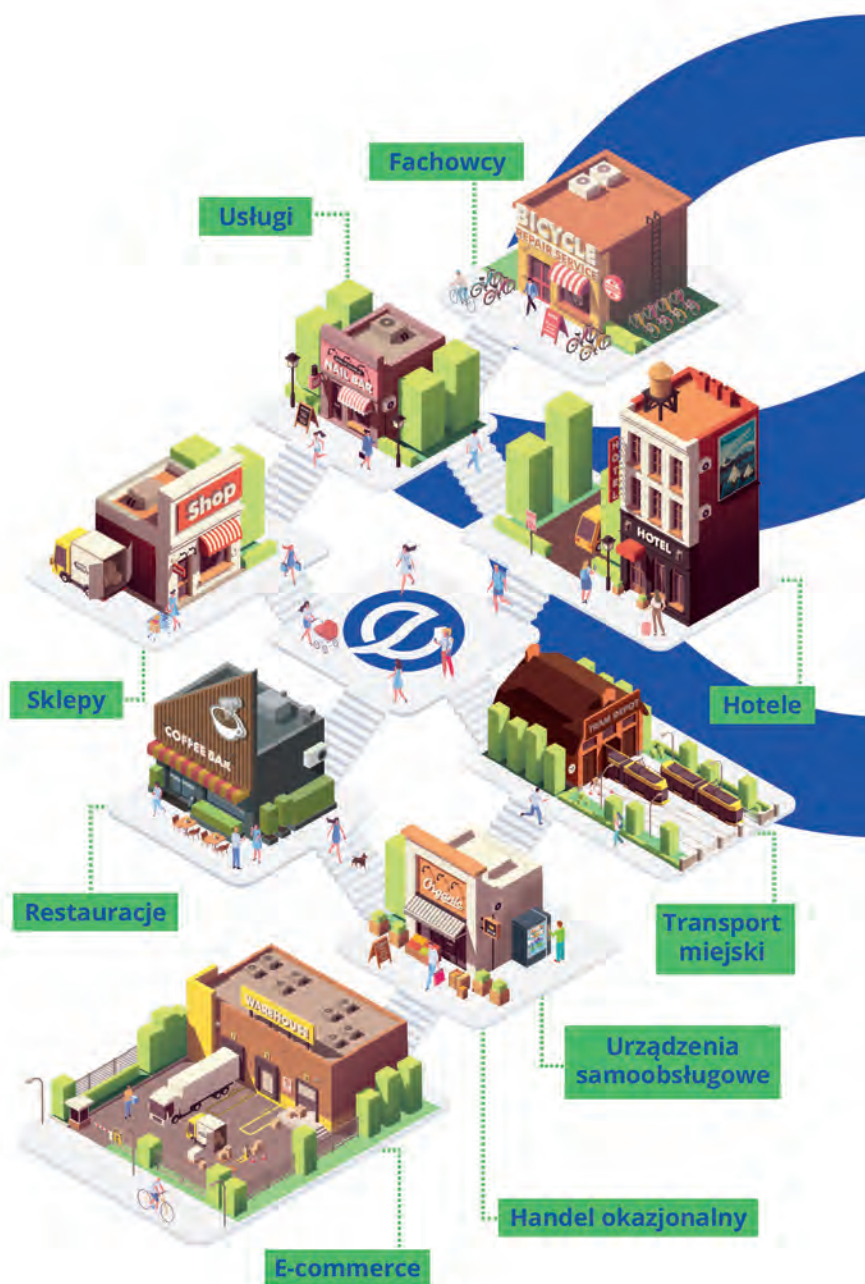 Fachowcy
Usługi
BICYCLE
REPAIR SERVICE
NAIL BAR
Shop
HOTEL
HOTEL
Sklepy
Hotele
COFFEE BAR
TRAM DEPOT
Restauracje
Organic
Transport
miejski
WAREHOUSE
Urządzenia
samoobsługowe
Handel okazjonalny
E-commerce